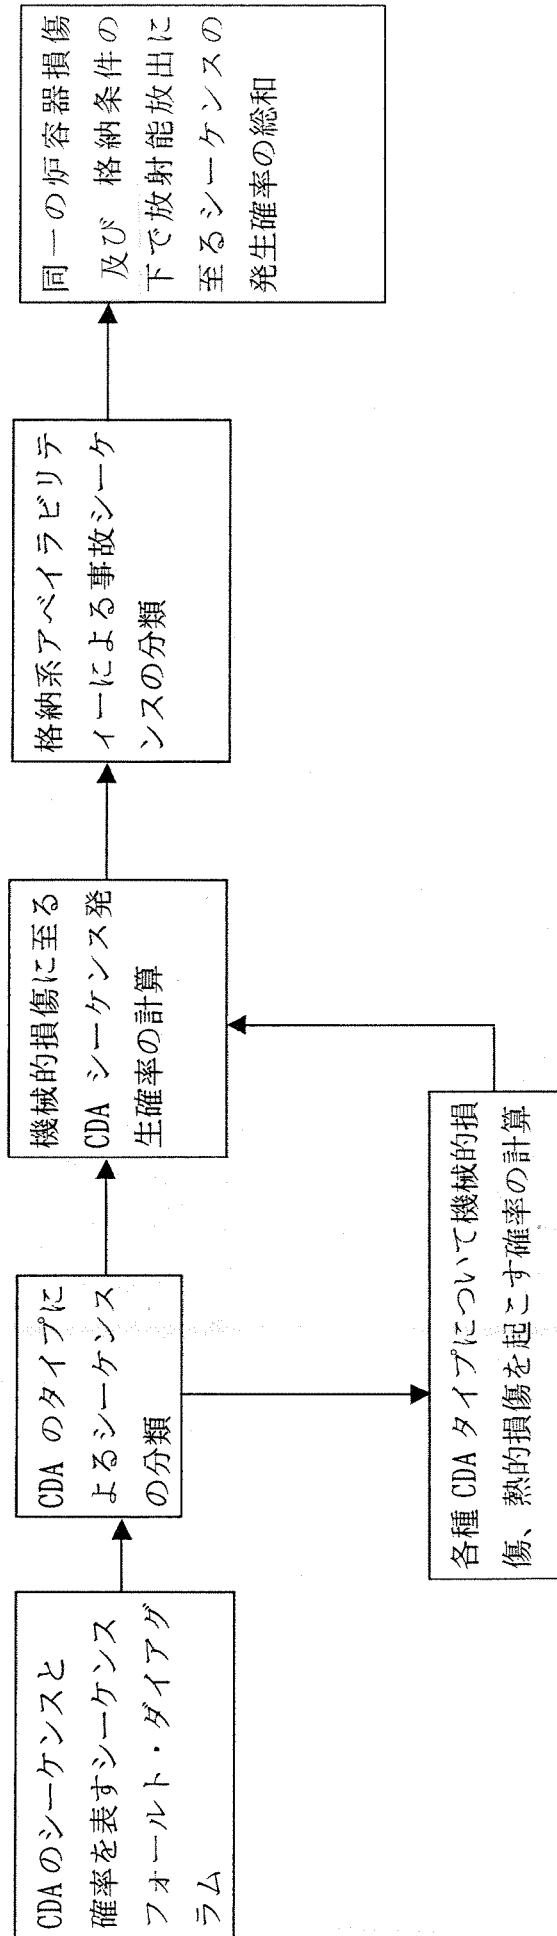 CDAのシーケンスと
確率を表すシーケンス
フォールト・ダイアグ
ラム
CDA のタイプに
よるシーケンス
の分類
各種 CDA タイプについて機械的損
傷、熱的損傷を起こす確率の計算
機械的損傷に至る
CDA シーケンス発
生確率の計算
格納系アベイラビリテ
ィーによる事故シーケ
ンスの分類
同一の炉容器損傷
及び 格納条件の
下で放射能放出に
至るシーケンスの
発生確率の総和